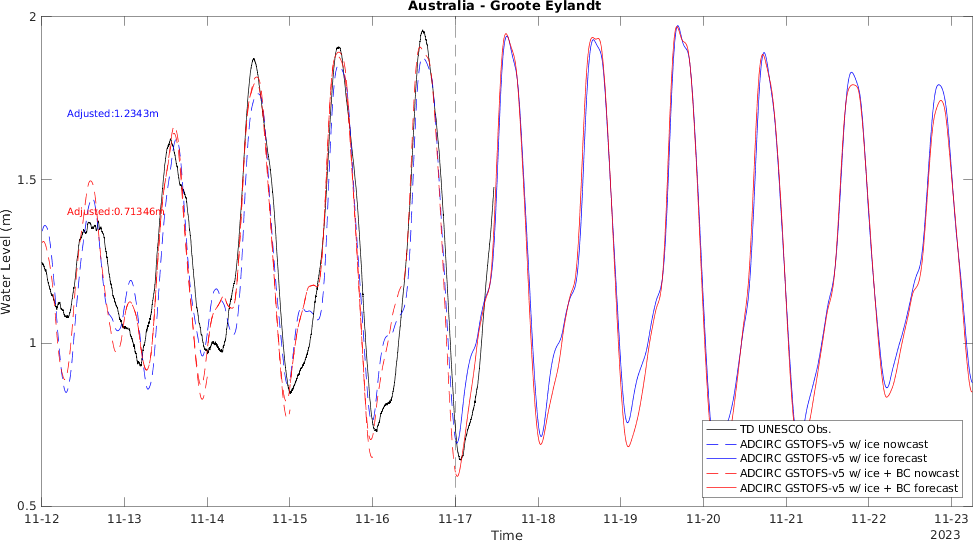 Australia - Groote Eylandt
Water Level (m)
2
1.5
1
0.5
Adjusted:1.2343m
Adjusted:0.71346m
TD UNESCO Obs.
ADCIRC GSTOFS-v5 w/ ice nowcast
ADCIRC GSTOFS-v5 w/ ice forecast
ADCIRC GSTOFS-v5 w/ ice + BC nowcast
ADCIRC GSTOFS-v5 w/ ice + BC forecast
11-12 11-13 11-14 11-15 11-16 11-17 11-18 11-19 11-20 11-21 11-22 11-23
Time
2023